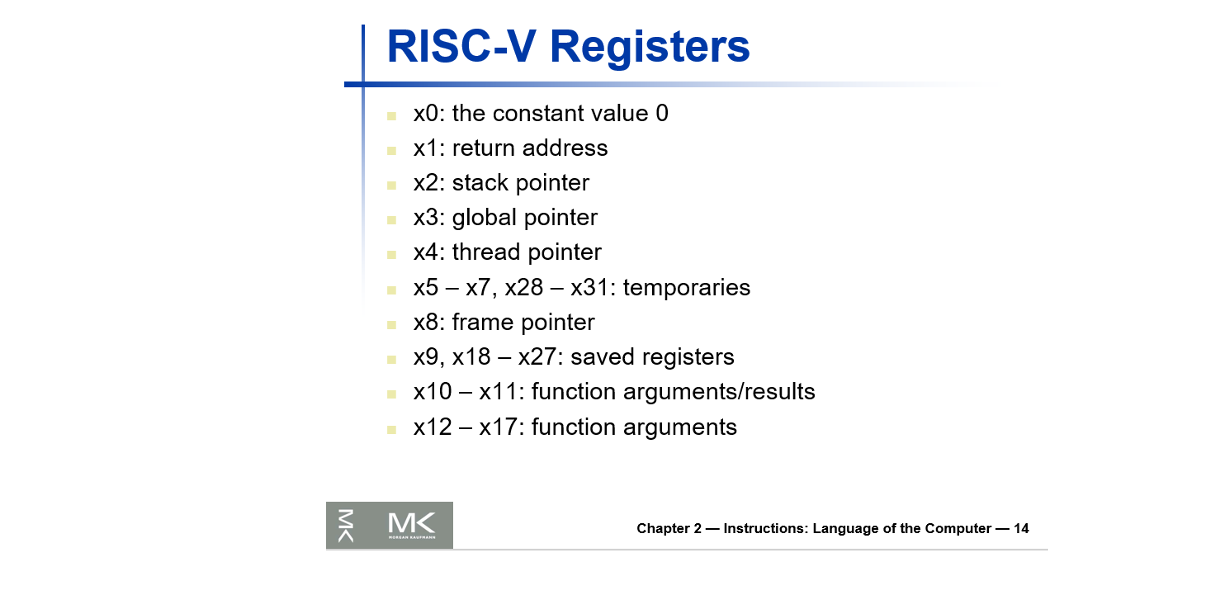 RISC-V Registers
x0: the constant value 0
x1: return address
x2: stack pointer
x3: global pointer
x4: thread pointer
x5 – x7, x28 – x31: temporaries
x8: frame pointer
x9, x18 – x27: saved registers
x10 – x11: function arguments/results
x12 – x17: function arguments
MK
MK
MORGAN KAUFMANN
Chapter 2 — Instructions: Language of the Computer — 14